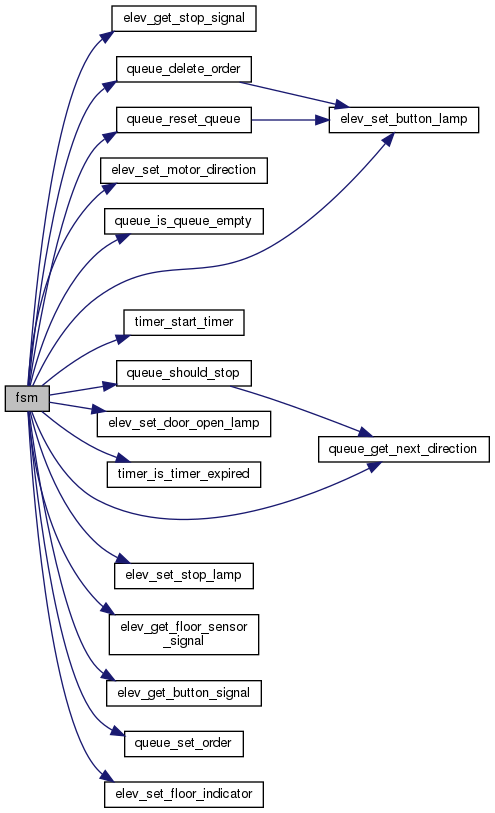 elev_get_stop_signal
queue_delete_order
queue_reset_queue
elev_set_button_lamp
elev_set_motor_direction
queue_is_queue_empty
timer_start_timer
queue_should_stop
fsm
elev_set_door_open_lamp
queue_get_next_direction
timer_is_timer_expired
elev_set_stop_lamp
elev_get_floor_sensor
_signal
elev_get_button_signal
queue_set_order
elev_set_floor_indicator